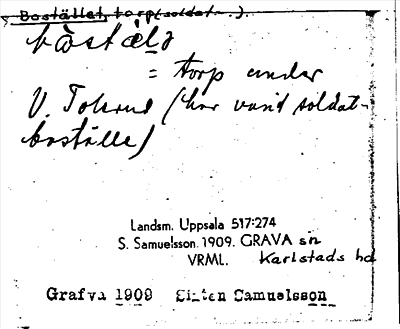 Bostället, torp (soldat- ).
bòstälə
= torp under
V. Tolerud (har varit soldat-
boställe)
Landsm. Uppsala 517:274
S. Samuelsson. 1909. GRAVA sn
VRML. Karlstads hd
Grafva 1909 Sixten Samuelsson